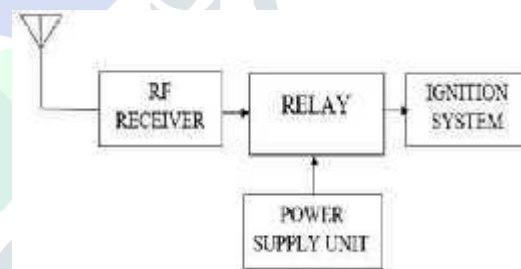 RF
RECEIVER
RELAY
IGNITION
SYSTEM
POWER
SUPPLY UNIT